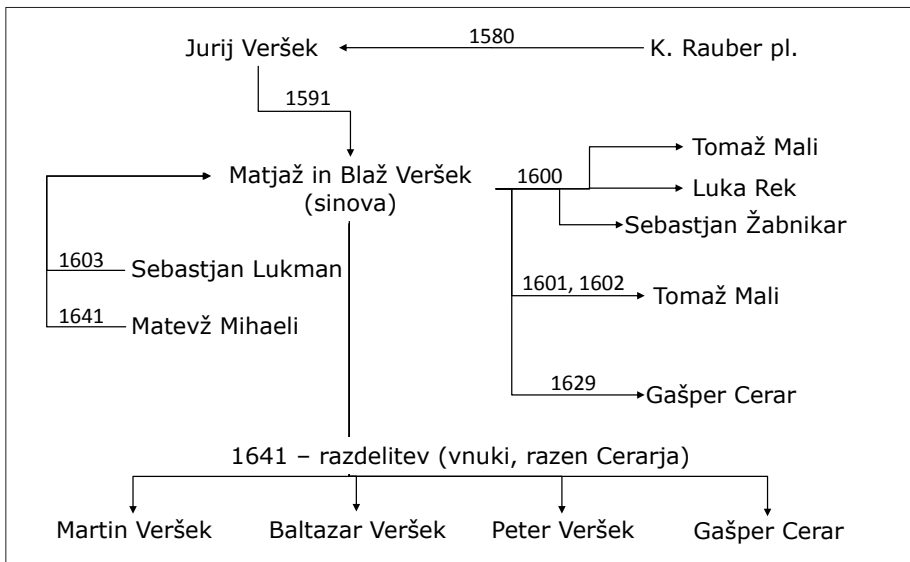 Jurij Veršek
1580
K. Rauber pl.
1591
Matjaž in Blaž Veršek
(sinova)
1600
Tomaž Mali
Luka Rek
Sebastjan Žabnikar
1603
Sebastjan Lukman
1601, 1602
Tomaž Mali
1641
Matevž Mihaeli
1629
Gašper Cerar
1641 – razdelitev (vnuki, razen Cerarja)
Martin Veršek
Baltazar Veršek
Peter Veršek
Gašper Cerar